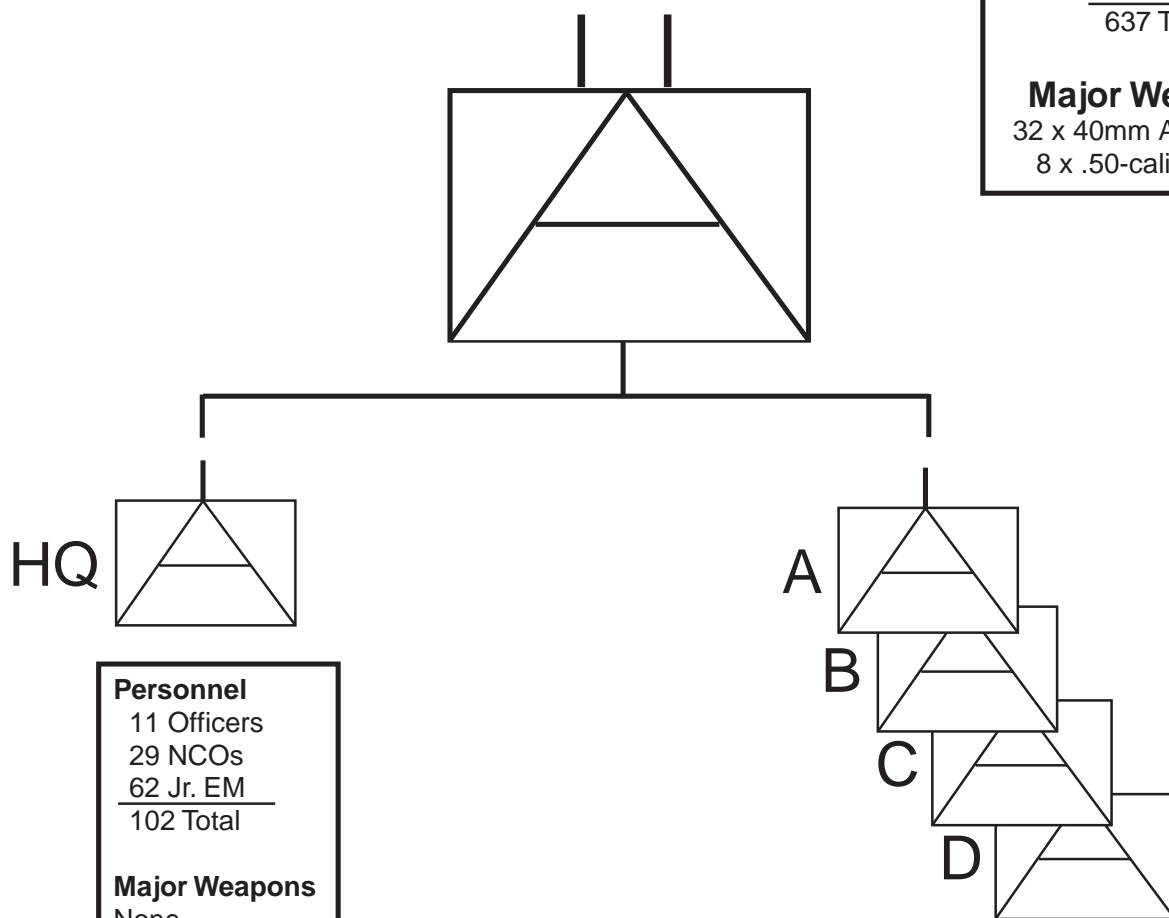 637 T
Major We
32 x 40mm A
8 x .50-cali
HQ
A
B
C
D
Personnel
11 Officers
29 NCOs
62 Jr. EM
102 Total
Major Weapons
None